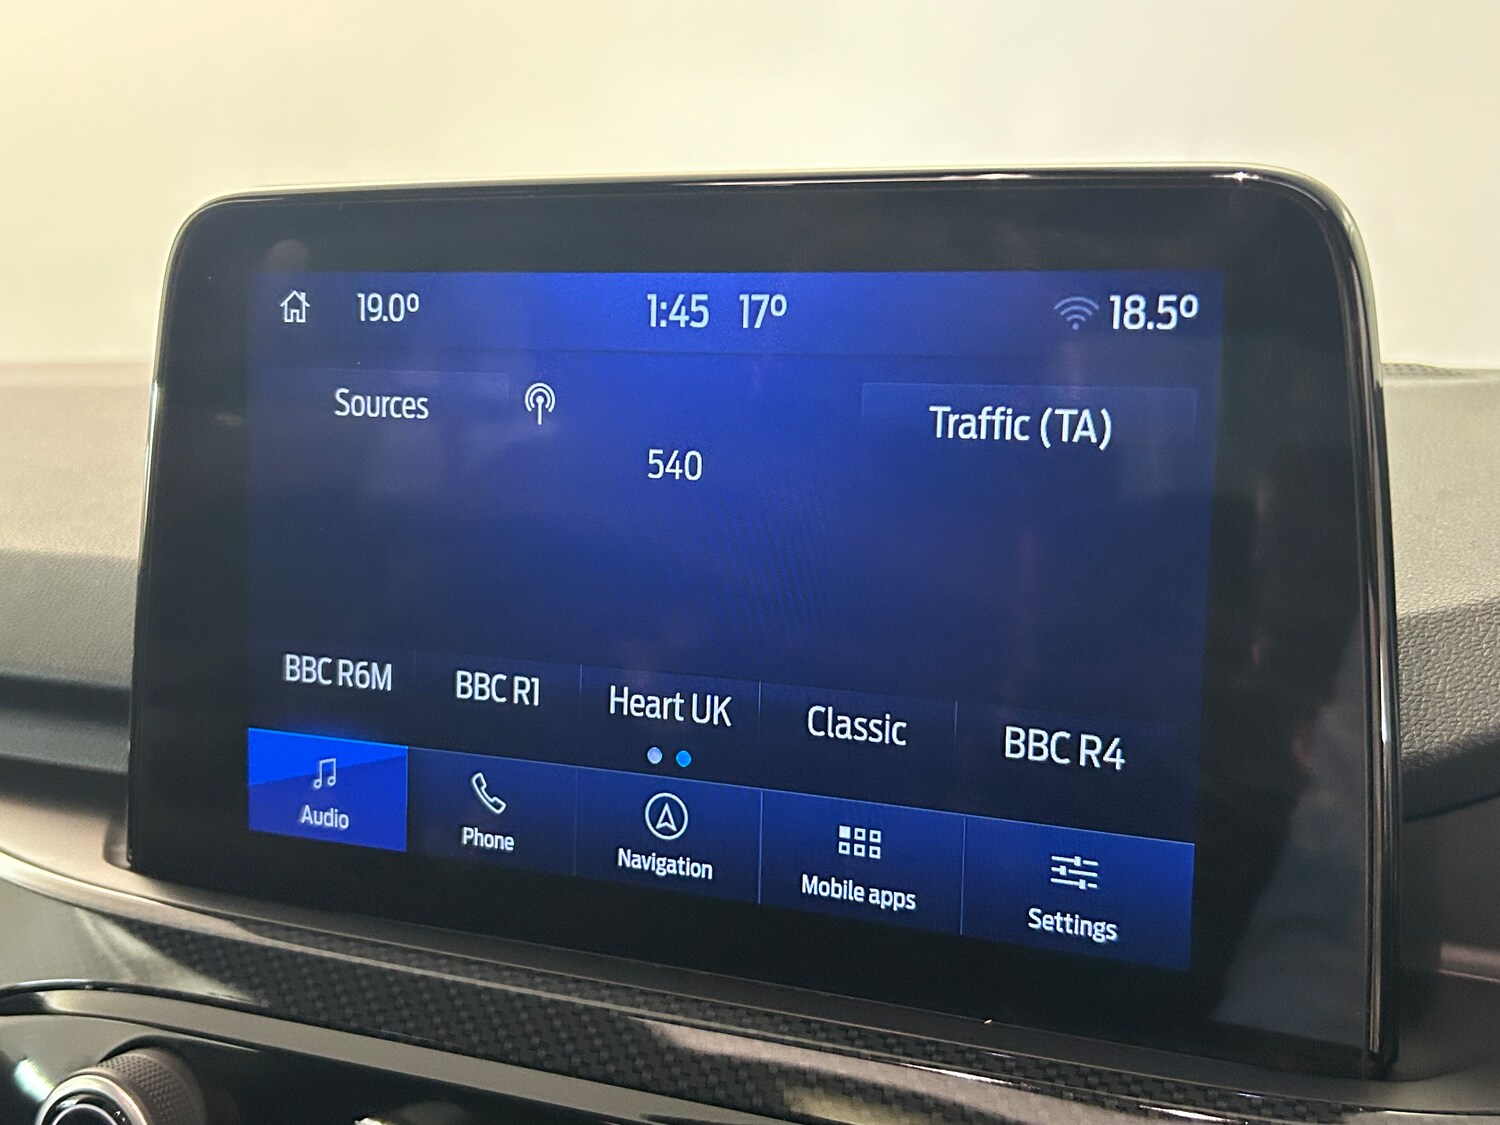 19.0°
1:45 17°
18.5°
Sources
Traffic (TA)
540
BBC R6M
BBC R1
Heart UK
Classic
BBC R4
Audio
Phone
Navigation
Mobile apps
Settings